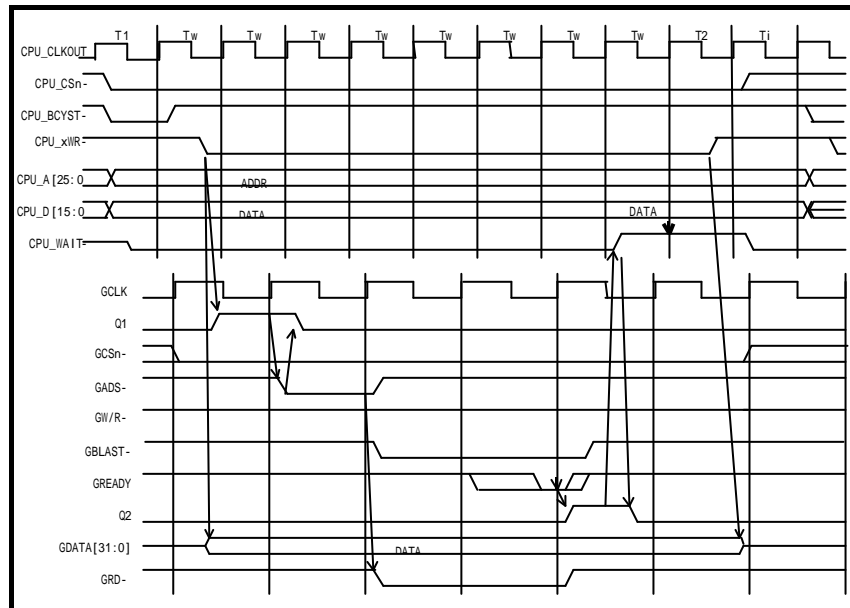 T1 Tw Tw Tw Tw Tw Tw Tw T2 Ti
CPU_CLKOUT
CPU_CSn-
CPU_BCYST-
CPU_xWR-
CPU_A[25:0
ADDR
CPU_D[15:0
DATA
DATA
CPU_WAIT-
GCLK
Q1
GCSn-
GADS-
GW/R-
GBLAST-
GREADY
Q2
GDATA[31:0]
DATA
GRD-